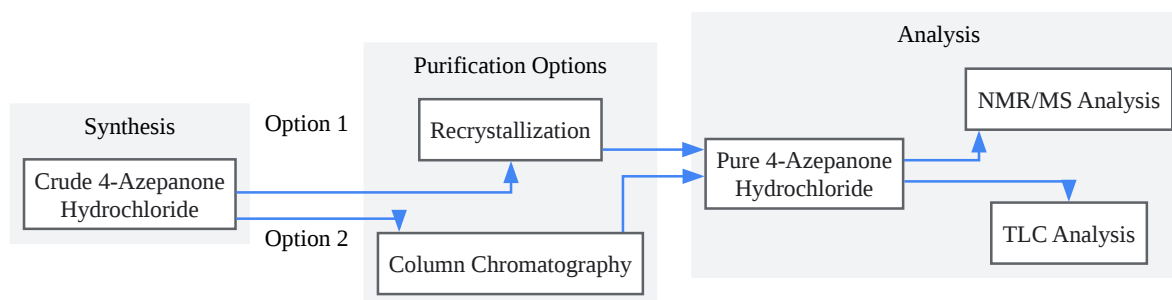 Synthesis
Crude 4-Azepanone
Hydrochloride
Option 1
Option 2
Purification Options
Recrystallization
Column Chromatography
Analysis
Pure 4-Azepanone
Hydrochloride
NMR/MS Analysis
TLC Analysis